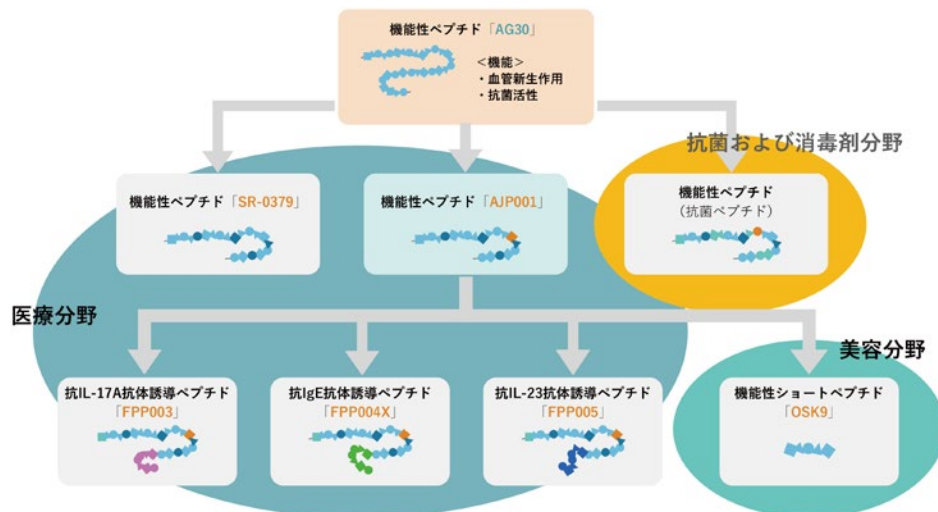 機能性ペプチド「AG30」
<機能>
・血管新生作用
・抗菌活性
抗菌および消毒剤分野
機能性ペプチド「SR-0379」
機能性ペプチド「AJP001」
機能性ペプチド
（抗菌ペプチド）
医療分野
美容分野
抗IL-17A抗体誘導ペプチド
「FPP003」
抗IgE抗体誘導ペプチド
「FPP004X」
抗IL-23抗体誘導ペプチド
「FPP005」
機能性ショートペプチド
「OSK9」